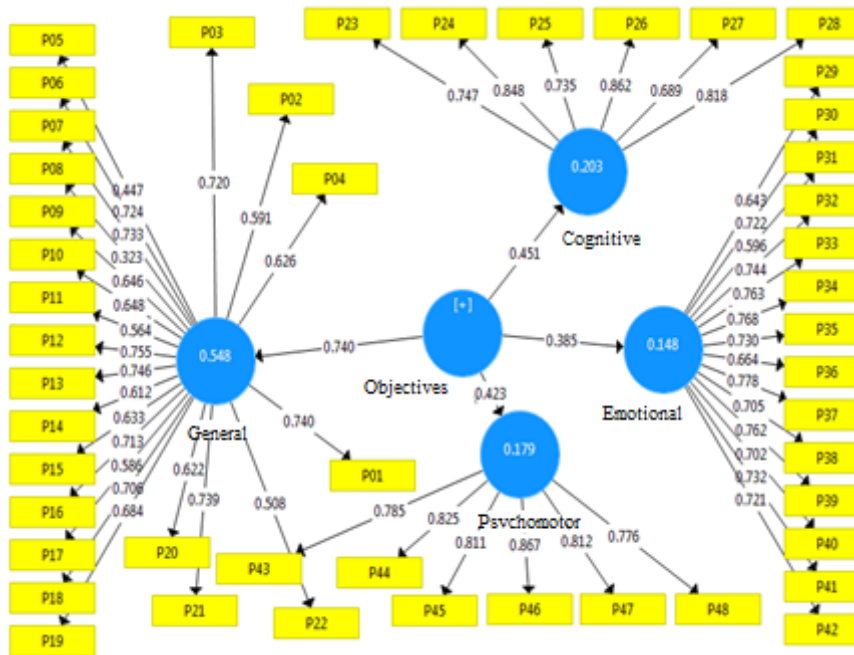 P23
P24
P25
P26
P27
P28
P03
P05
P02
P04
P06
P07
P08
P09
P10
P11
P12
P13
P14
P15
P16
P17
P18
P19
P29
P30
P31
P32
P33
P34
P35
P36
P37
P38
P39
P40
P41
P42
0.747
0.848
0.735
0.862
0.689
0.818
0.203
Cognitive
0.720
0.591
0.626
0.447
0.724
0.733
0.323
0.646
0.648
0.564
0.755
0.746
0.612
0.633
0.713
0.586
0.706
0.684
0.548
General
0.740
[+]
Objectives
0.451
0.385
0.423
0.643
0.722
0.596
0.744
0.763
0.768
0.730
0.664
0.778
0.705
0.762
0.702
0.732
0.721
0.148
Emotional
0.622
0.739
0.508
0.740
P01
P20
P21
P22
0.179
Psychomotor
0.785
0.825
0.811
0.867
0.812
0.776
P43
P44
P45
P46
P47
P48